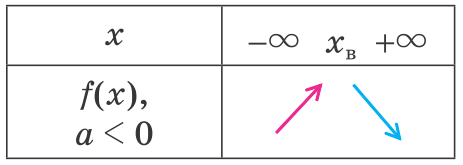 x −∞ xв +∞
f(x),
a < 0